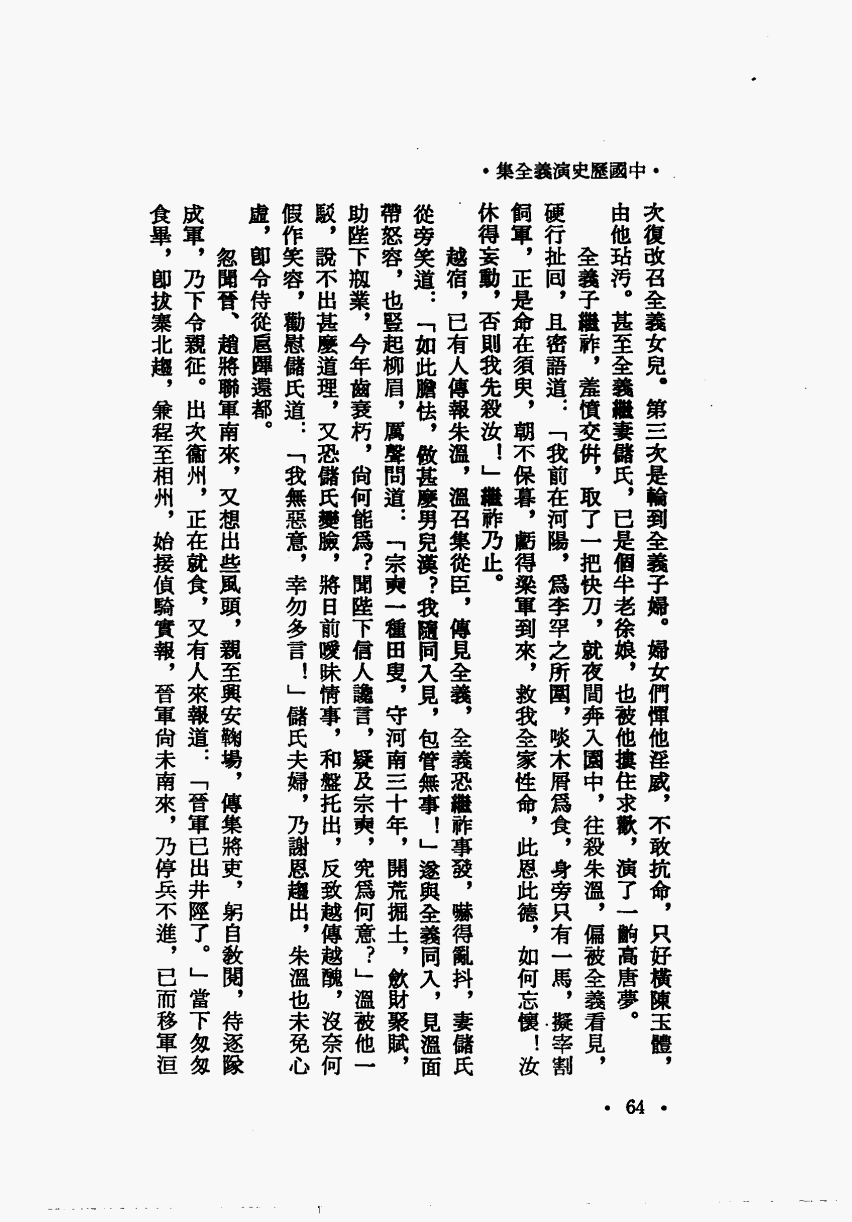 •集全義演史歷國中•
次復改召全義女兒。第三次是輪到全義子婦。婦女們憚他淫威，不敢抗命，只好橫陳玉體，
由他玷汚。甚至全義繼妻儲氏，已是個半老徐娘，也被他摟住求歡，演了一齣高唐夢。
全義子繼祚，羞憤交倂，取了一把快刀，就夜間奔入園中，往殺朱溫，偏被全義看見，
硬行扯囘，且密語道：「我前在河陽，爲李罕之所圍，啖木屑爲食，身旁只有一馬，擬宰割
飼軍，正是命在須臾，朝不保暮，虧得梁軍到來，救我全家性命，此恩此德，如何忘懷！汝
休得妄動，否則我先殺汝！」繼祚乃止。
越宿，已有人傳報朱溫，溫召集從臣，傳見全義，全義恐繼祚事發，嚇得亂抖，妻儲氏
從旁笑道：「如此膽怯，做甚麽男兒漢？我隨同入見，包管無事！」遂與全義同入，見溫面
帶怒容，也豎起柳眉，厲聲問道：「宗奭一種田叟，守河南三十年，開荒掘土，斂財聚賦，
助陛下剏業，今年齒衰朽，尙何能爲？聞陛下信人讒言，疑及宗奭，究爲何意？」溫被他一
駁，說不出甚麽道理，又恐儲氏變臉，將日前曖昧情事，和盤托出，反致越傳越醜，沒奈何
假作笑容，勸慰儲氏道：「我無惡意，幸勿多言！」儲氏夫婦，乃謝恩趨出，朱溫也未免心
虛，卽令侍從扈蹕還都。
忽聞晉、趙將聯軍南來，又想出些風頭，親至興安鞠場，傳集將吏，躬自敎閱，待逐隊
成軍，乃下令親征。出次衞州，正在就食，又有人來報道：「晉軍已出井陘了。」當下匆匆
食畢，卽拔寨北趨，兼程至相州，始接偵騎實報，晉軍尙未南來，乃停兵不進，已而移軍洹
• 64 •